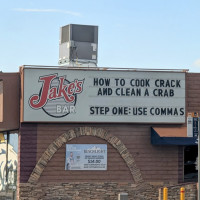 Jake's
BAR
HOW TO COOK CRACK
AND CLEAN A CRAB
STEP ONE: USE COMMAS